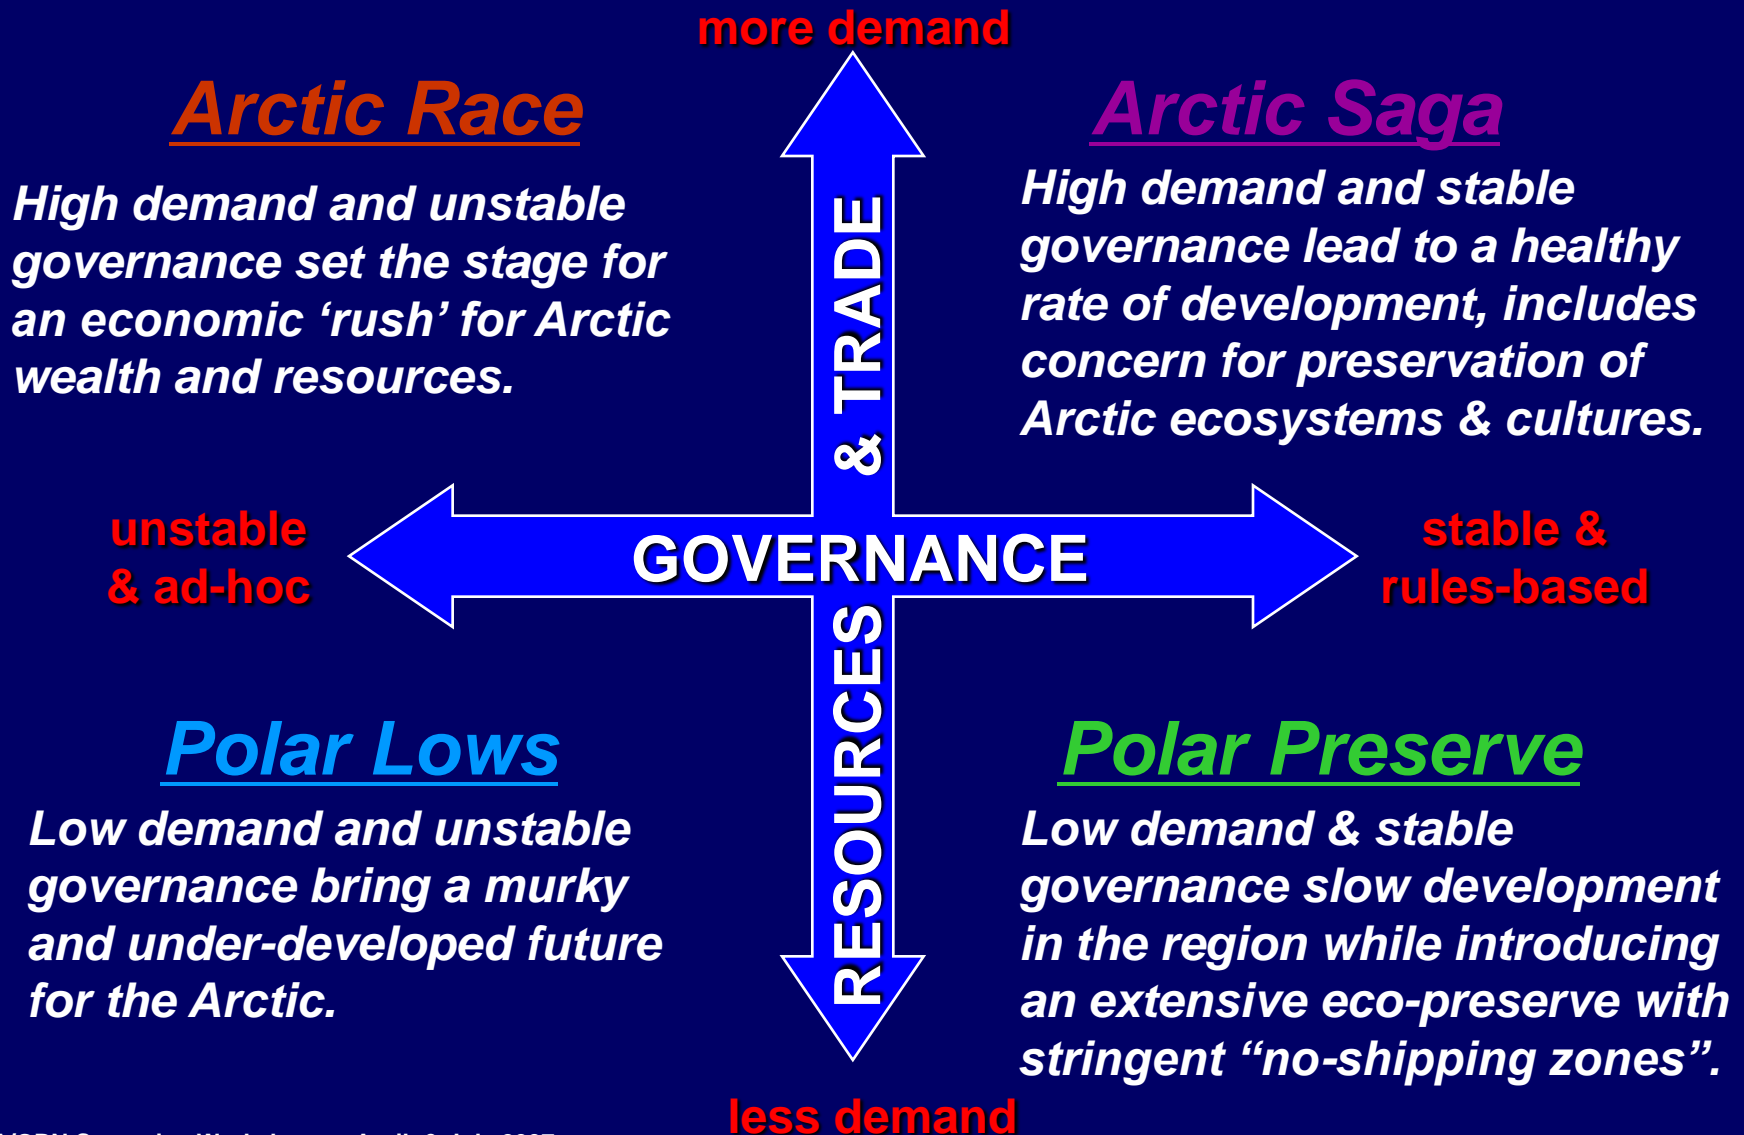 more demand
Arctic Race
High demand and unstable
governance set the stage for
an economic ‘rush’ for Arctic
wealth and resources.
Arctic Saga
High demand and stable
governance lead to a healthy
rate of development, includes
concern for preservation of
Arctic ecosystems & cultures.
unstable
& ad-hoc
GOVERNANCE
RESOURCES & TRADE
stable &
rules-based
Polar Lows
Low demand and unstable
governance bring a murky
and under-developed future
for the Arctic.
Polar Preserve
Low demand & stable
governance slow development
in the region while introducing
an extensive eco-preserve with
stringent “no-shipping zones”.
less demand